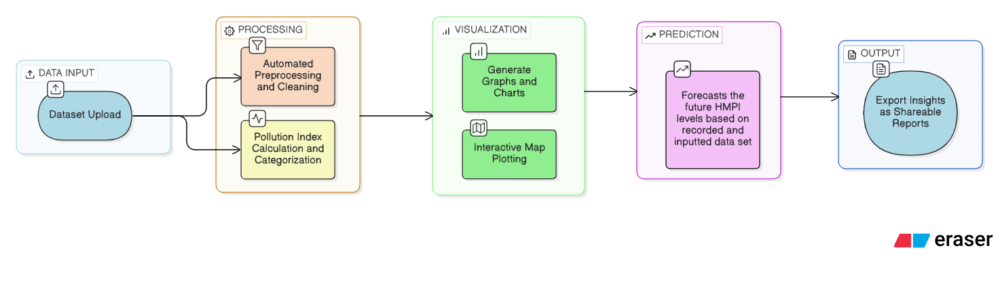 DATA INPUT
Dataset Upload
PROCESSING
Automated
Preprocessing
and Cleaning
Pollution Index
Calculation and
Categorization
VISUALIZATION
Generate
Graphs and
Charts
Interactive Map
Plotting
PREDICTION
Forecasts the
future HMPI
levels based on
recorded and
inputted data set
OUTPUT
Export Insights
as Shareable
Reports
eraser